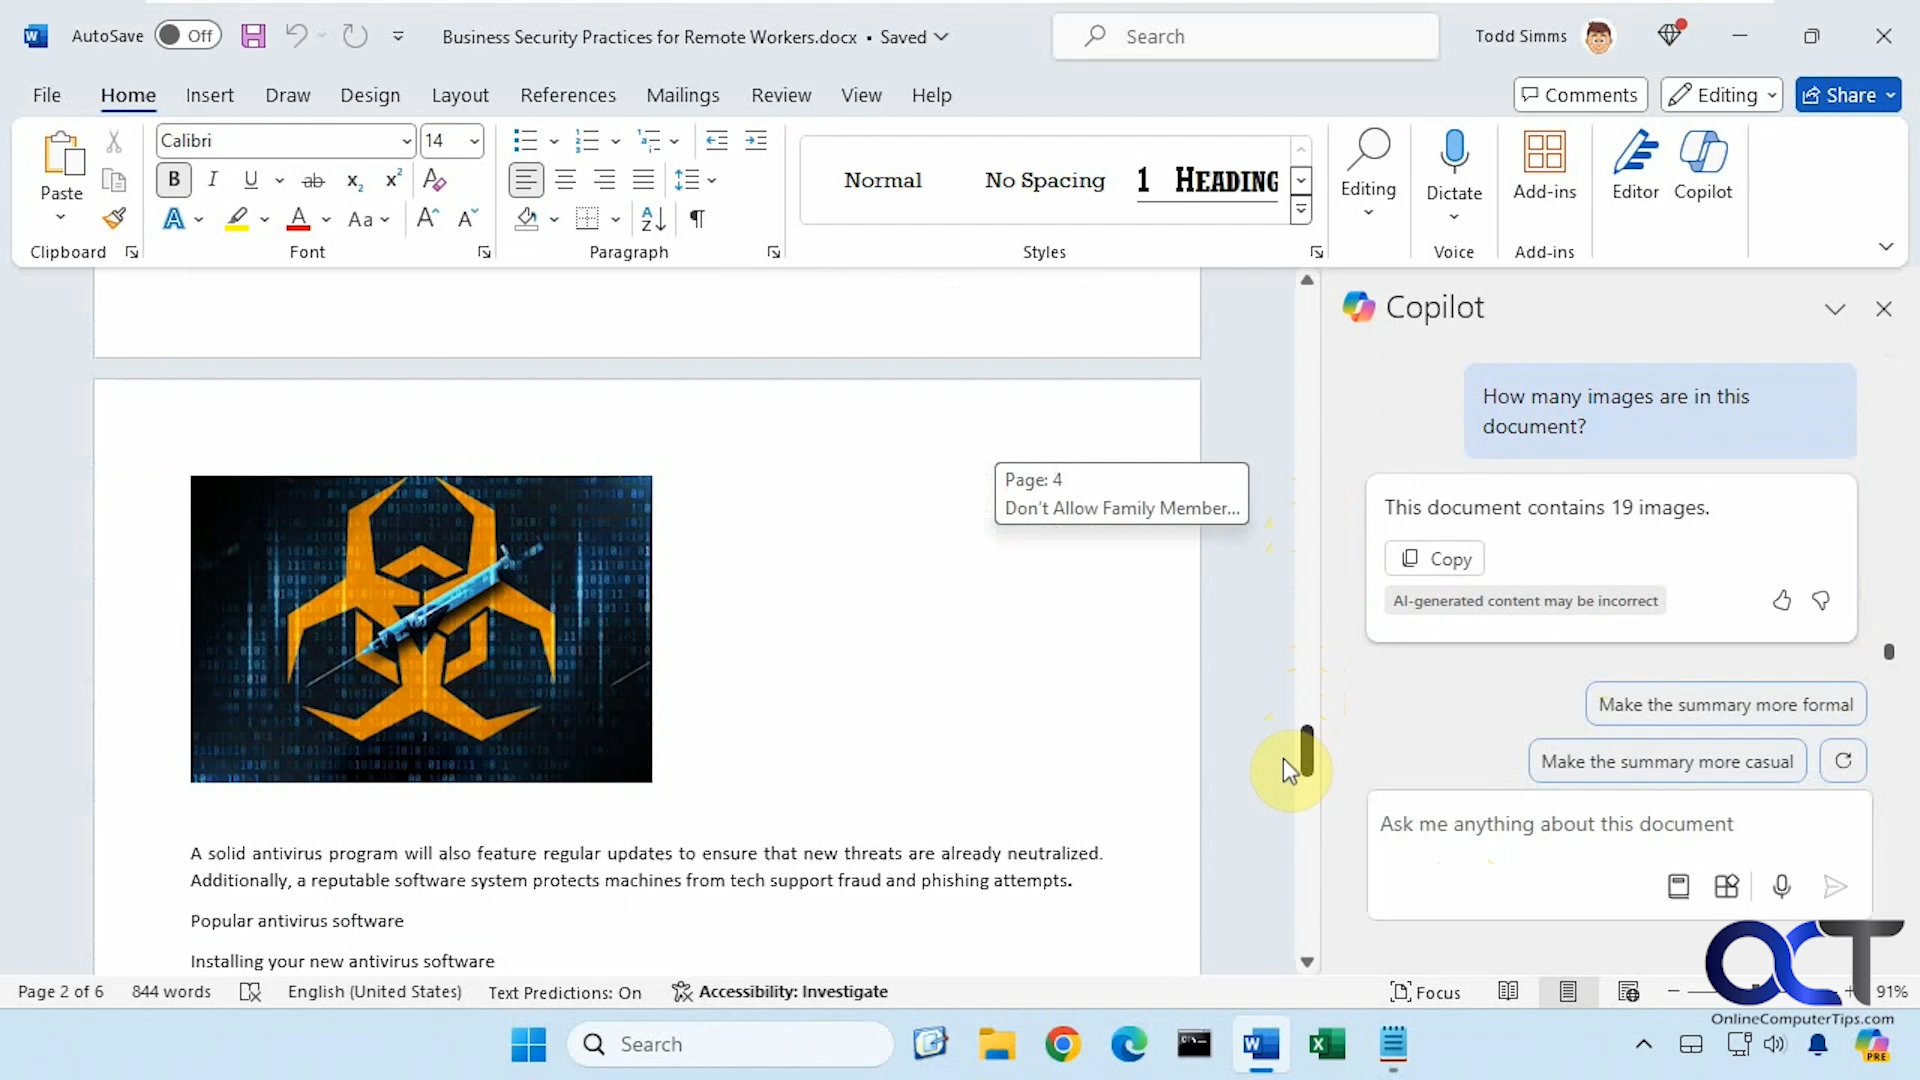 AutoSave Off
Business Security Practices for Remote Workers.docx • Saved
Search
Todd Simms
File Home Insert Draw Design Layout References Mailings Review View Help
Comments Editing Share
Paste
Calibri 14
B I U ab x₂ x² A
A A Aa A A
A Z
Normal No Spacing 1 Heading
Editing
Dictate
Add-ins
Editor
Copilot
Clipboard Font Paragraph Styles Voice Add-ins
Copilot
How many images are in this
document?
This document contains 19 images.
Copy
AI-generated content may be incorrect
Make the summary more formal
Make the summary more casual
Ask me anything about this document
Page: 4
Don't Allow Family Member...
A solid antivirus program will also feature regular updates to ensure that new threats are already neutralized.
Additionally, a reputable software system protects machines from tech support fraud and phishing attempts.
Popular antivirus software
Installing your new antivirus software
Page 2 of 6 844 words English (United States) Text Predictions: On Accessibility: Investigate
Focus 91%
OCT
OnlineComputerTips.com
Search
PRE